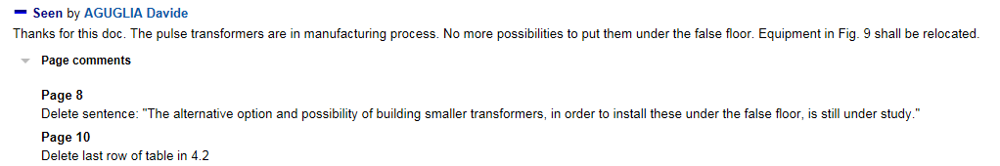 Seen by AGUGLIA Davide
Thanks for this doc. The pulse transformers are in manufacturing process. No more possibilities to put them under the false floor. Equipment in Fig. 9 shall be relocated.
Page comments
Page 8
Delete sentence: "The alternative option and possibility of building smaller transformers, in order to install these under the false floor, is still under study."
Page 10
Delete last row of table in 4.2